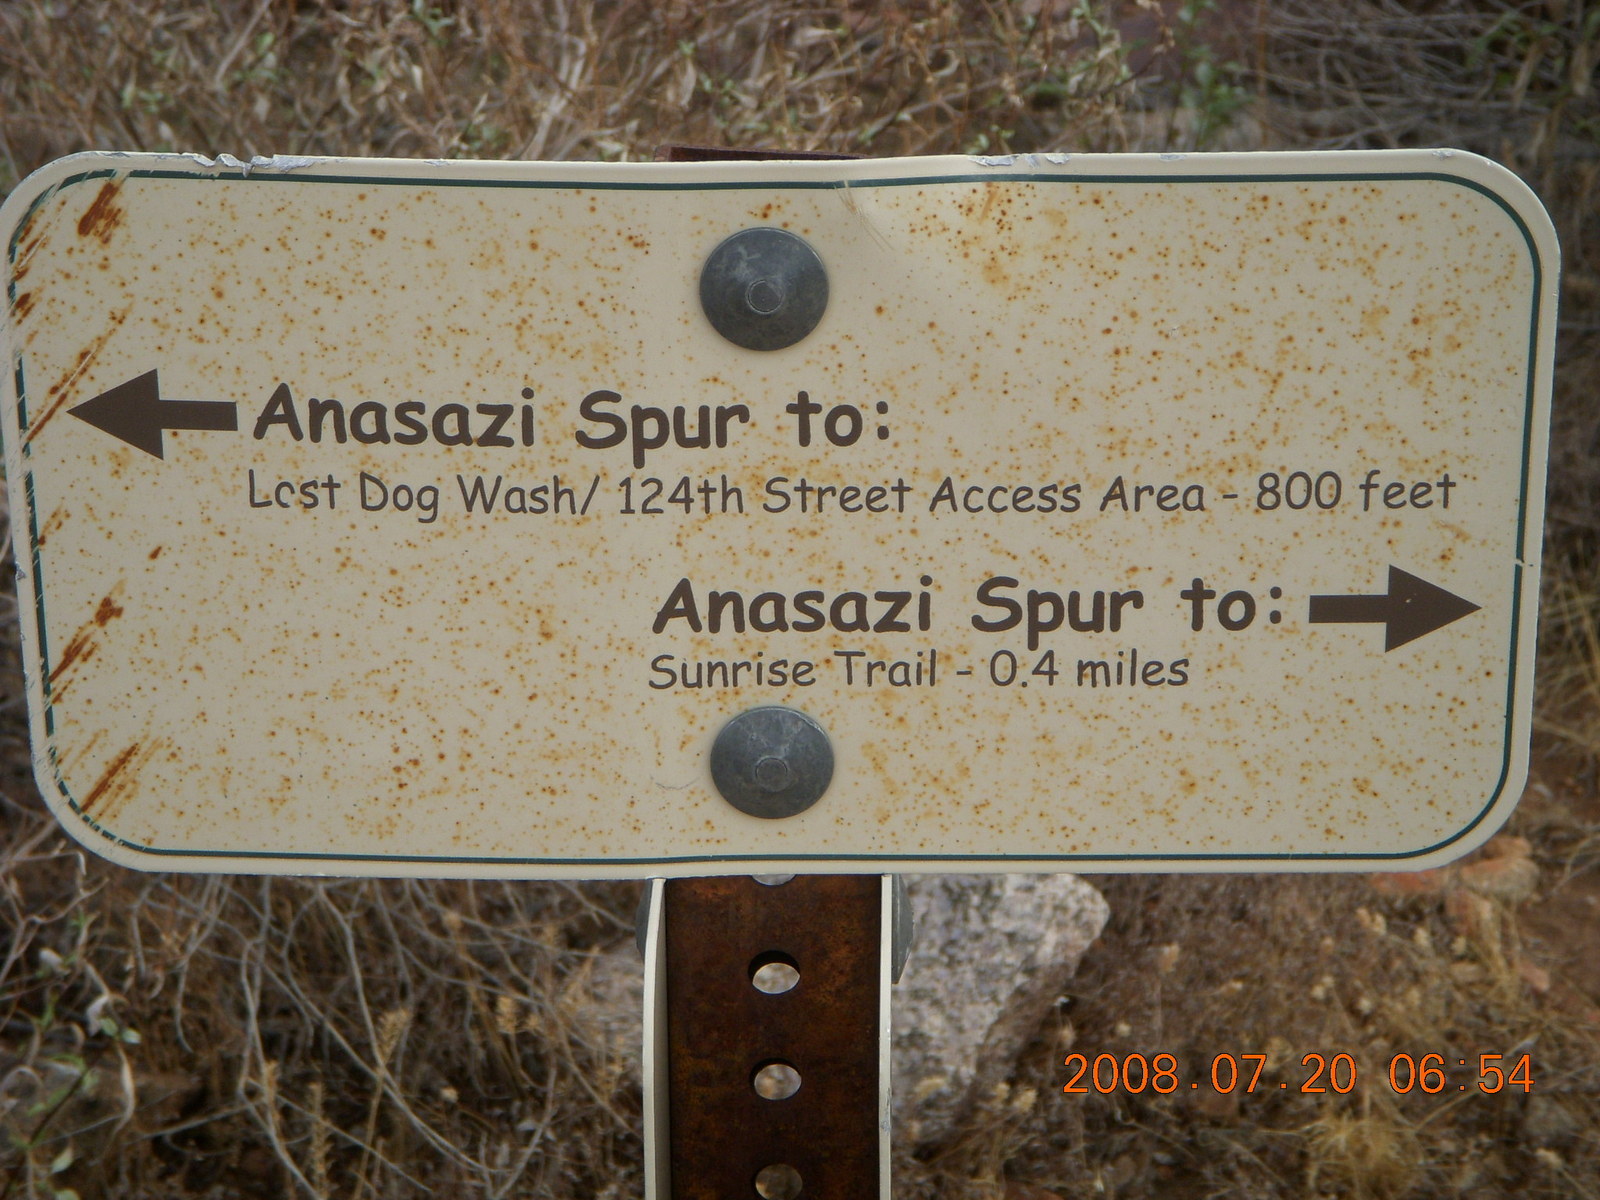 Anasazi Spur to:
Lost Dog Wash/ 124th Street Access Area - 800 feet
Anasazi Spur to:
Sunrise Trail - 0.4 miles
2008.07.20 06:54